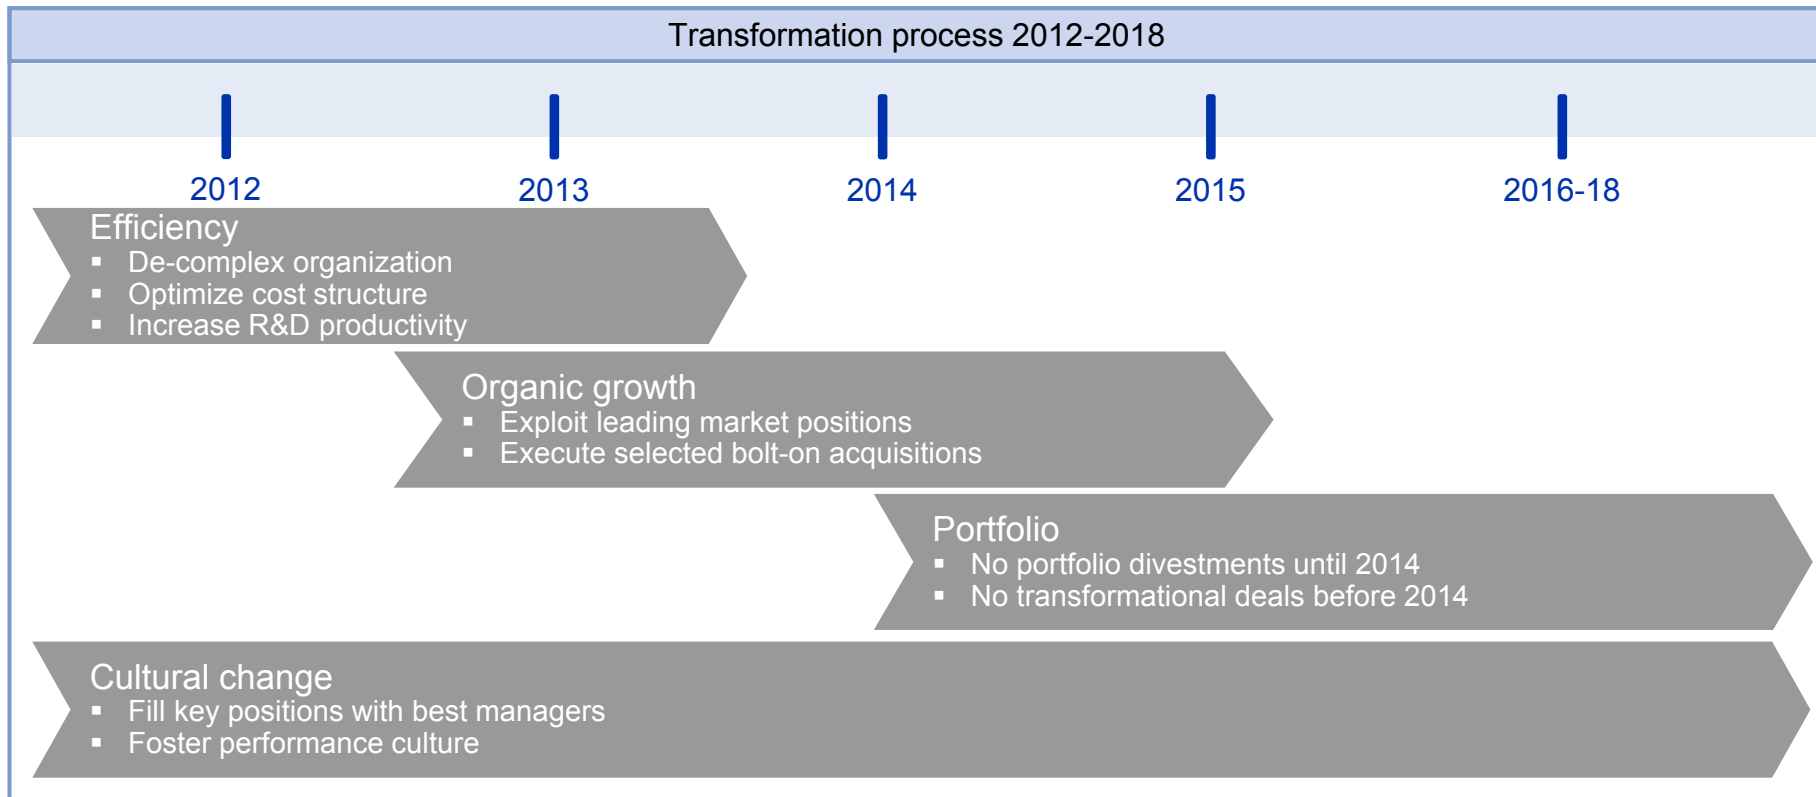 Transformation process 2012-2018
2012
2013
2014
2015
2016-18
Efficiency
▪ De-complex organization
▪ Optimize cost structure
▪ Increase R&D productivity
Organic growth
▪ Exploit leading market positions
▪ Execute selected bolt-on acquisitions
Portfolio
▪ No portfolio divestments until 2014
▪ No transformational deals before 2014
Cultural change
▪ Fill key positions with best managers
▪ Foster performance culture